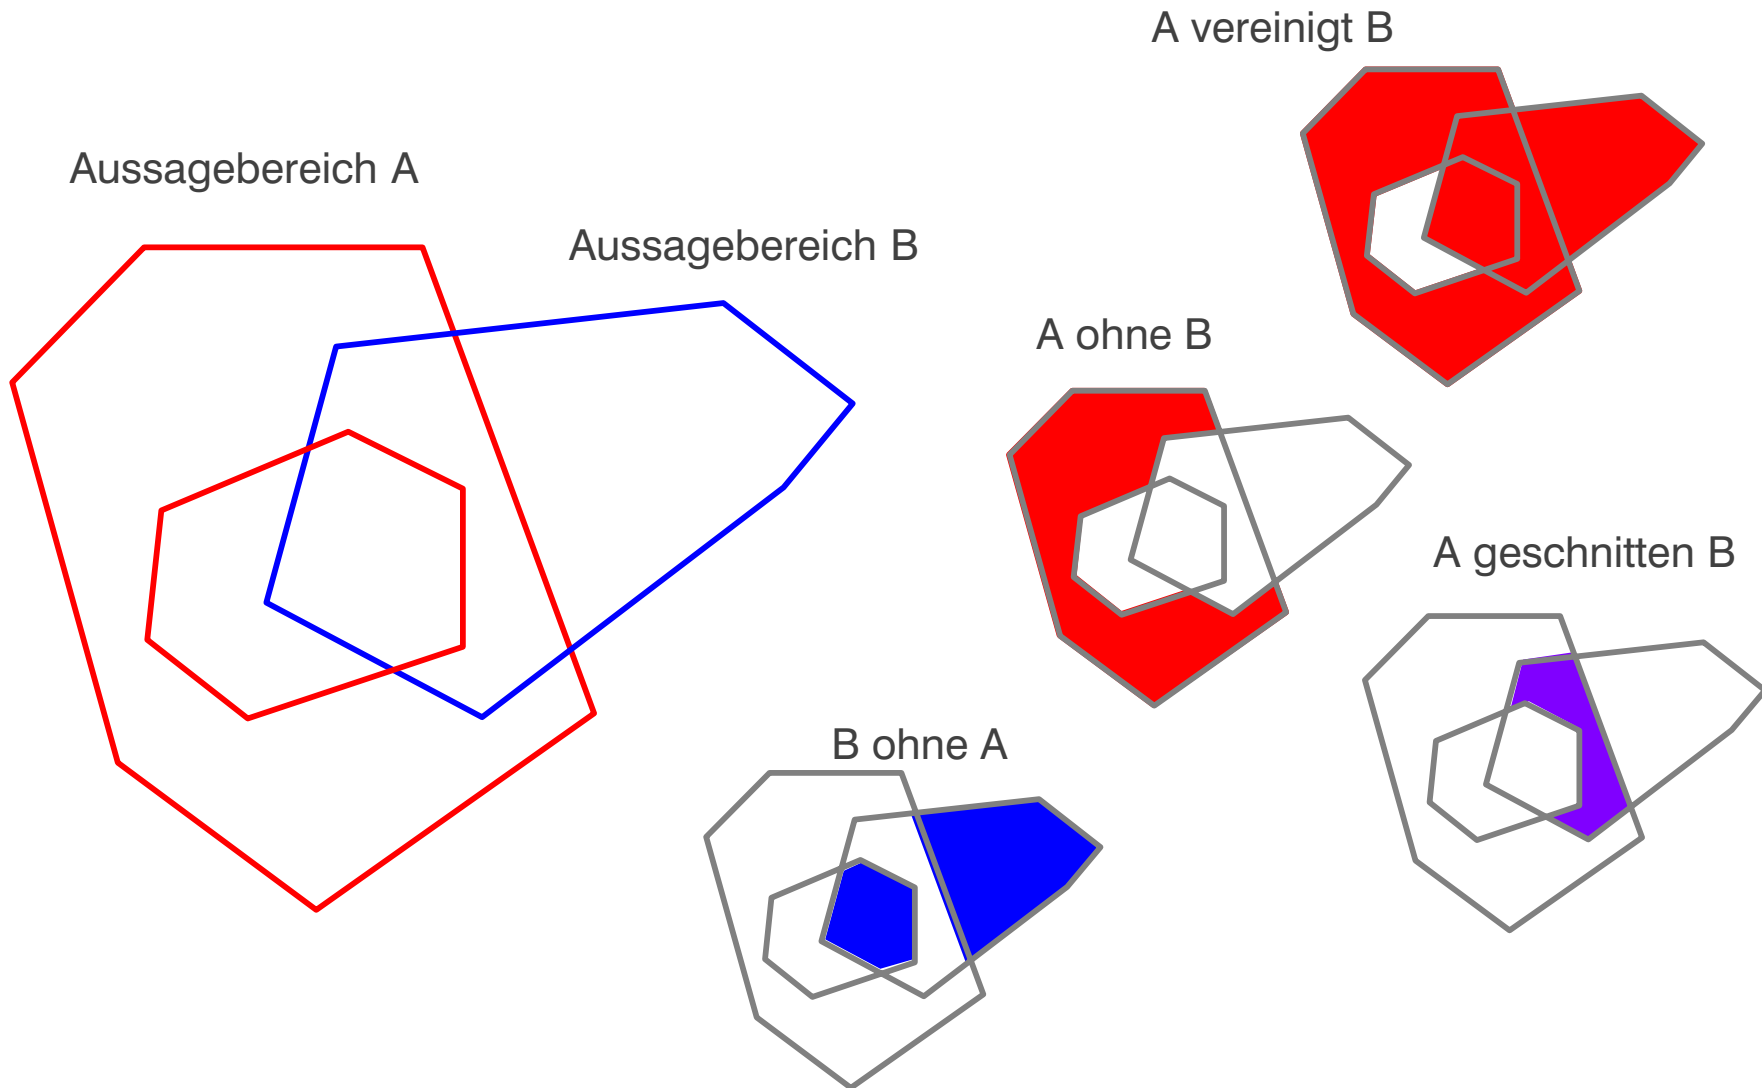 A vereinigt B
Aussagebereich A
Aussagebereich B
A ohne B
A geschnitten B
B ohne A